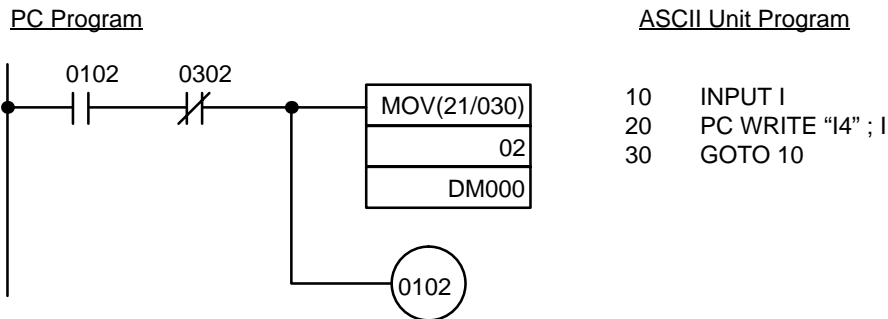 PC Program
ASCII Unit Program
0102
0302
MOV(21/030)
02
DM000
0102
10 INPUT I
20 PC WRITE “I4” ; I
30 GOTO 10